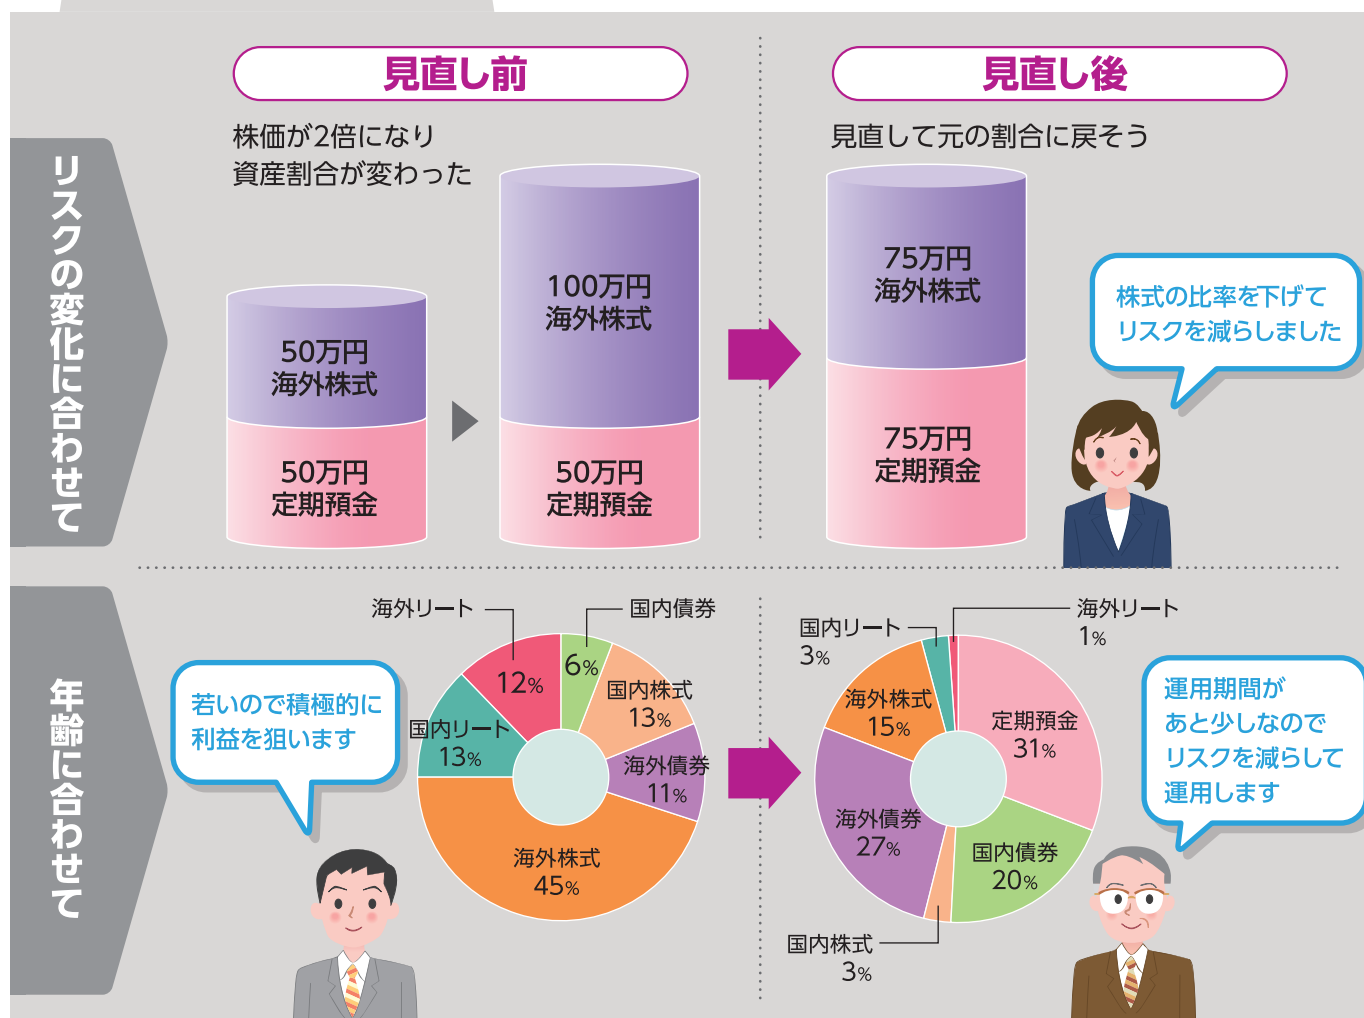 見直し前
見直し後
リスクの変化に合わせて
株価が2倍になり
資産割合が変わった
50万円
海外株式
50万円
定期預金
100万円
海外株式
50万円
定期預金
見直して元の割合に戻そう
75万円
海外株式
75万円
定期預金
株式の比率を下げて
リスクを減らしました
年齢に合わせて
若いので積極的に
利益を狙います
海外リート
12%
国内債券
6%
国内株式
13%
海外債券
11%
海外株式
45%
国内リート
13%
国内リート
3%
海外リート
1%
定期預金
31%
国内債券
20%
国内株式
3%
海外債券
27%
海外株式
15%
運用期間が
あと少しなので
リスクを減らして
運用します